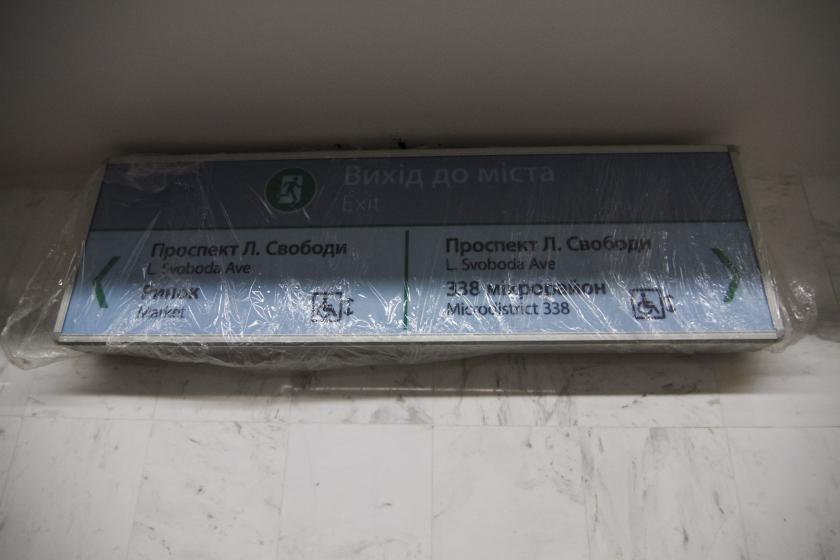 Вихід до міста
Exit
Проспект Л. Свободи
L. Svoboda Ave
Ринок
Market
Проспект Л. Свободи
L. Svoboda Ave
338 мікрорайон
Microdistrict 338